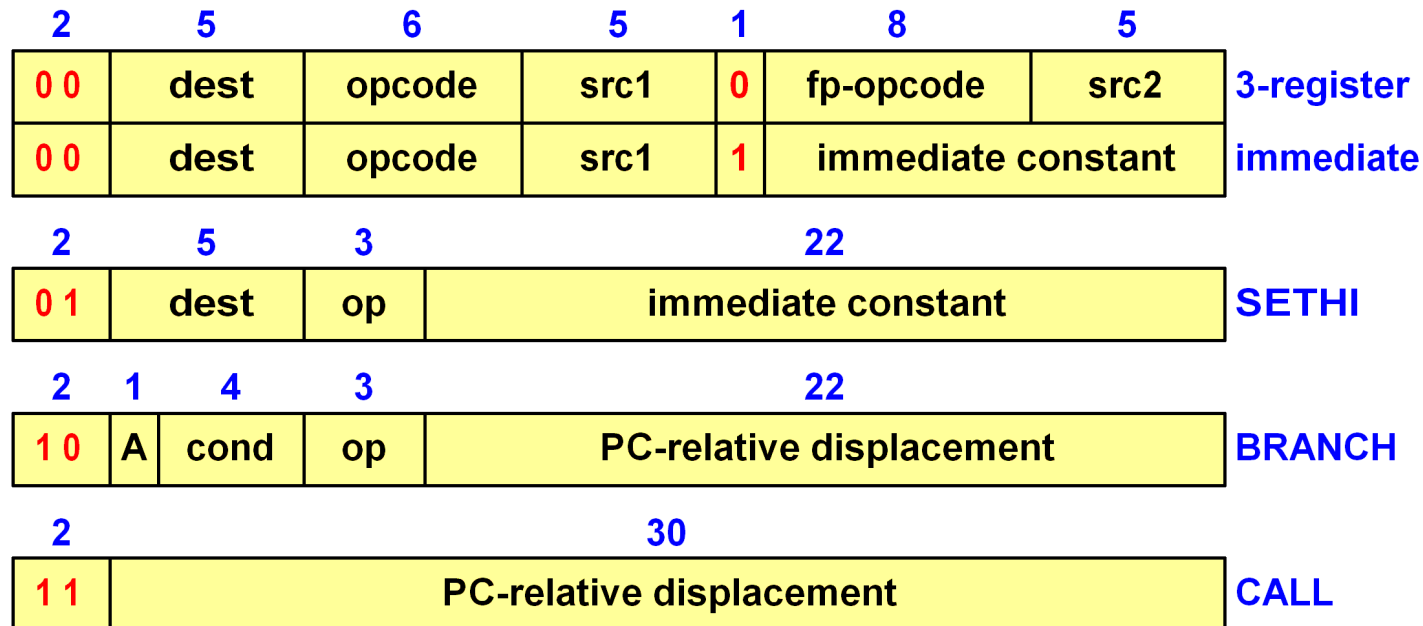 2 5 6 5 1 8 5
0 0 dest opcode src1 0 fp-opcode src2 3-register
0 0 dest opcode src1 1 immediate constant immediate
2 5 3 22
0 1 dest op immediate constant SETHI
2 1 4 3 22
1 0 A cond op PC-relative displacement BRANCH
2 30
1 1 PC-relative displacement CALL